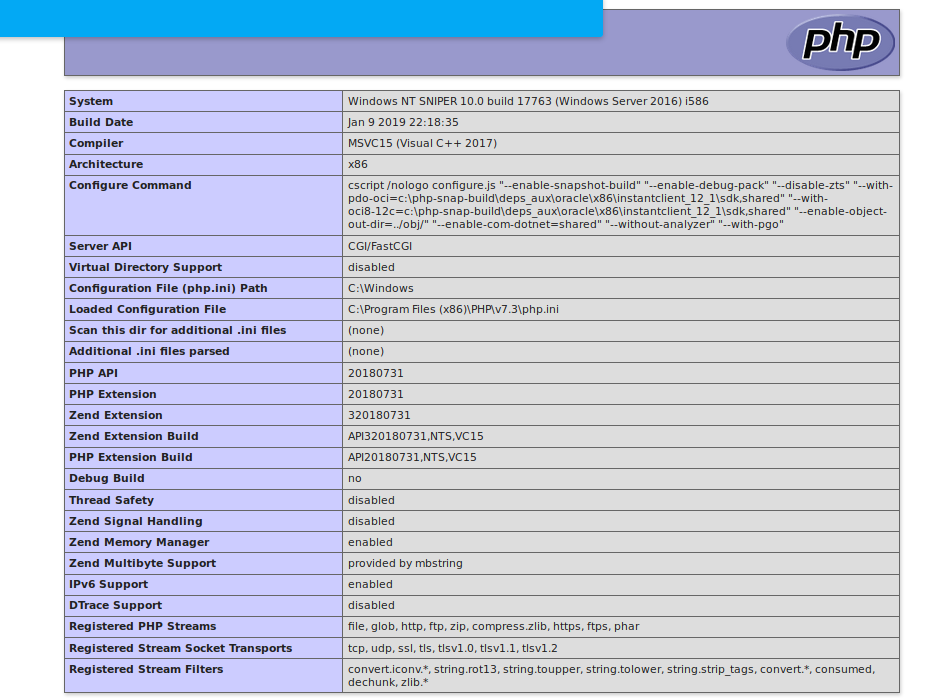 php
System Windows NT SNIPER 10.0 build 17763 (Windows Server 2016) i586
Build Date Jan 9 2019 22:18:35
Compiler MSVC15 (Visual C++ 2017)
Architecture x86
Configure Command cscript /nologo configure.js "--enable-snapshot-build" "--enable-debug-pack" "--disable-zts" "--with-
pdo-oci=c:\php-snap-build\deps_aux\oracle\x86\instantclient_12_1\sdk,shared" "--with-
oci8-12c=c:\php-snap-build\deps_aux\oracle\x86\instantclient_12_1\sdk,shared" "--enable-object-
out-dir=../obj/" "--enable-com-dotnet=shared" "--without-analyzer" "--with-pgo"
Server API CGI/FastCGI
Virtual Directory Support disabled
Configuration File (php.ini) Path C:\Windows
Loaded Configuration File C:\Program Files (x86)\PHP\v7.3\php.ini
Scan this dir for additional .ini files (none)
Additional .ini files parsed (none)
PHP API 20180731
PHP Extension 20180731
Zend Extension 320180731
Zend Extension Build API320180731,NTS,VC15
PHP Extension Build API20180731,NTS,VC15
Debug Build no
Thread Safety disabled
Zend Signal Handling disabled
Zend Memory Manager enabled
Zend Multibyte Support provided by mbstring
IPv6 Support enabled
DTrace Support disabled
Registered PHP Streams file, glob, http, ftp, zip, compress.zlib, https, ftps, phar
Registered Stream Socket Transports tcp, udp, ssl, tls, tlsv1.0, tlsv1.1, tlsv1.2
Registered Stream Filters convert.iconv.*, string.rot13, string.toupper, string.tolower, string.strip_tags, convert.*, consumed,
dechunk, zlib.*